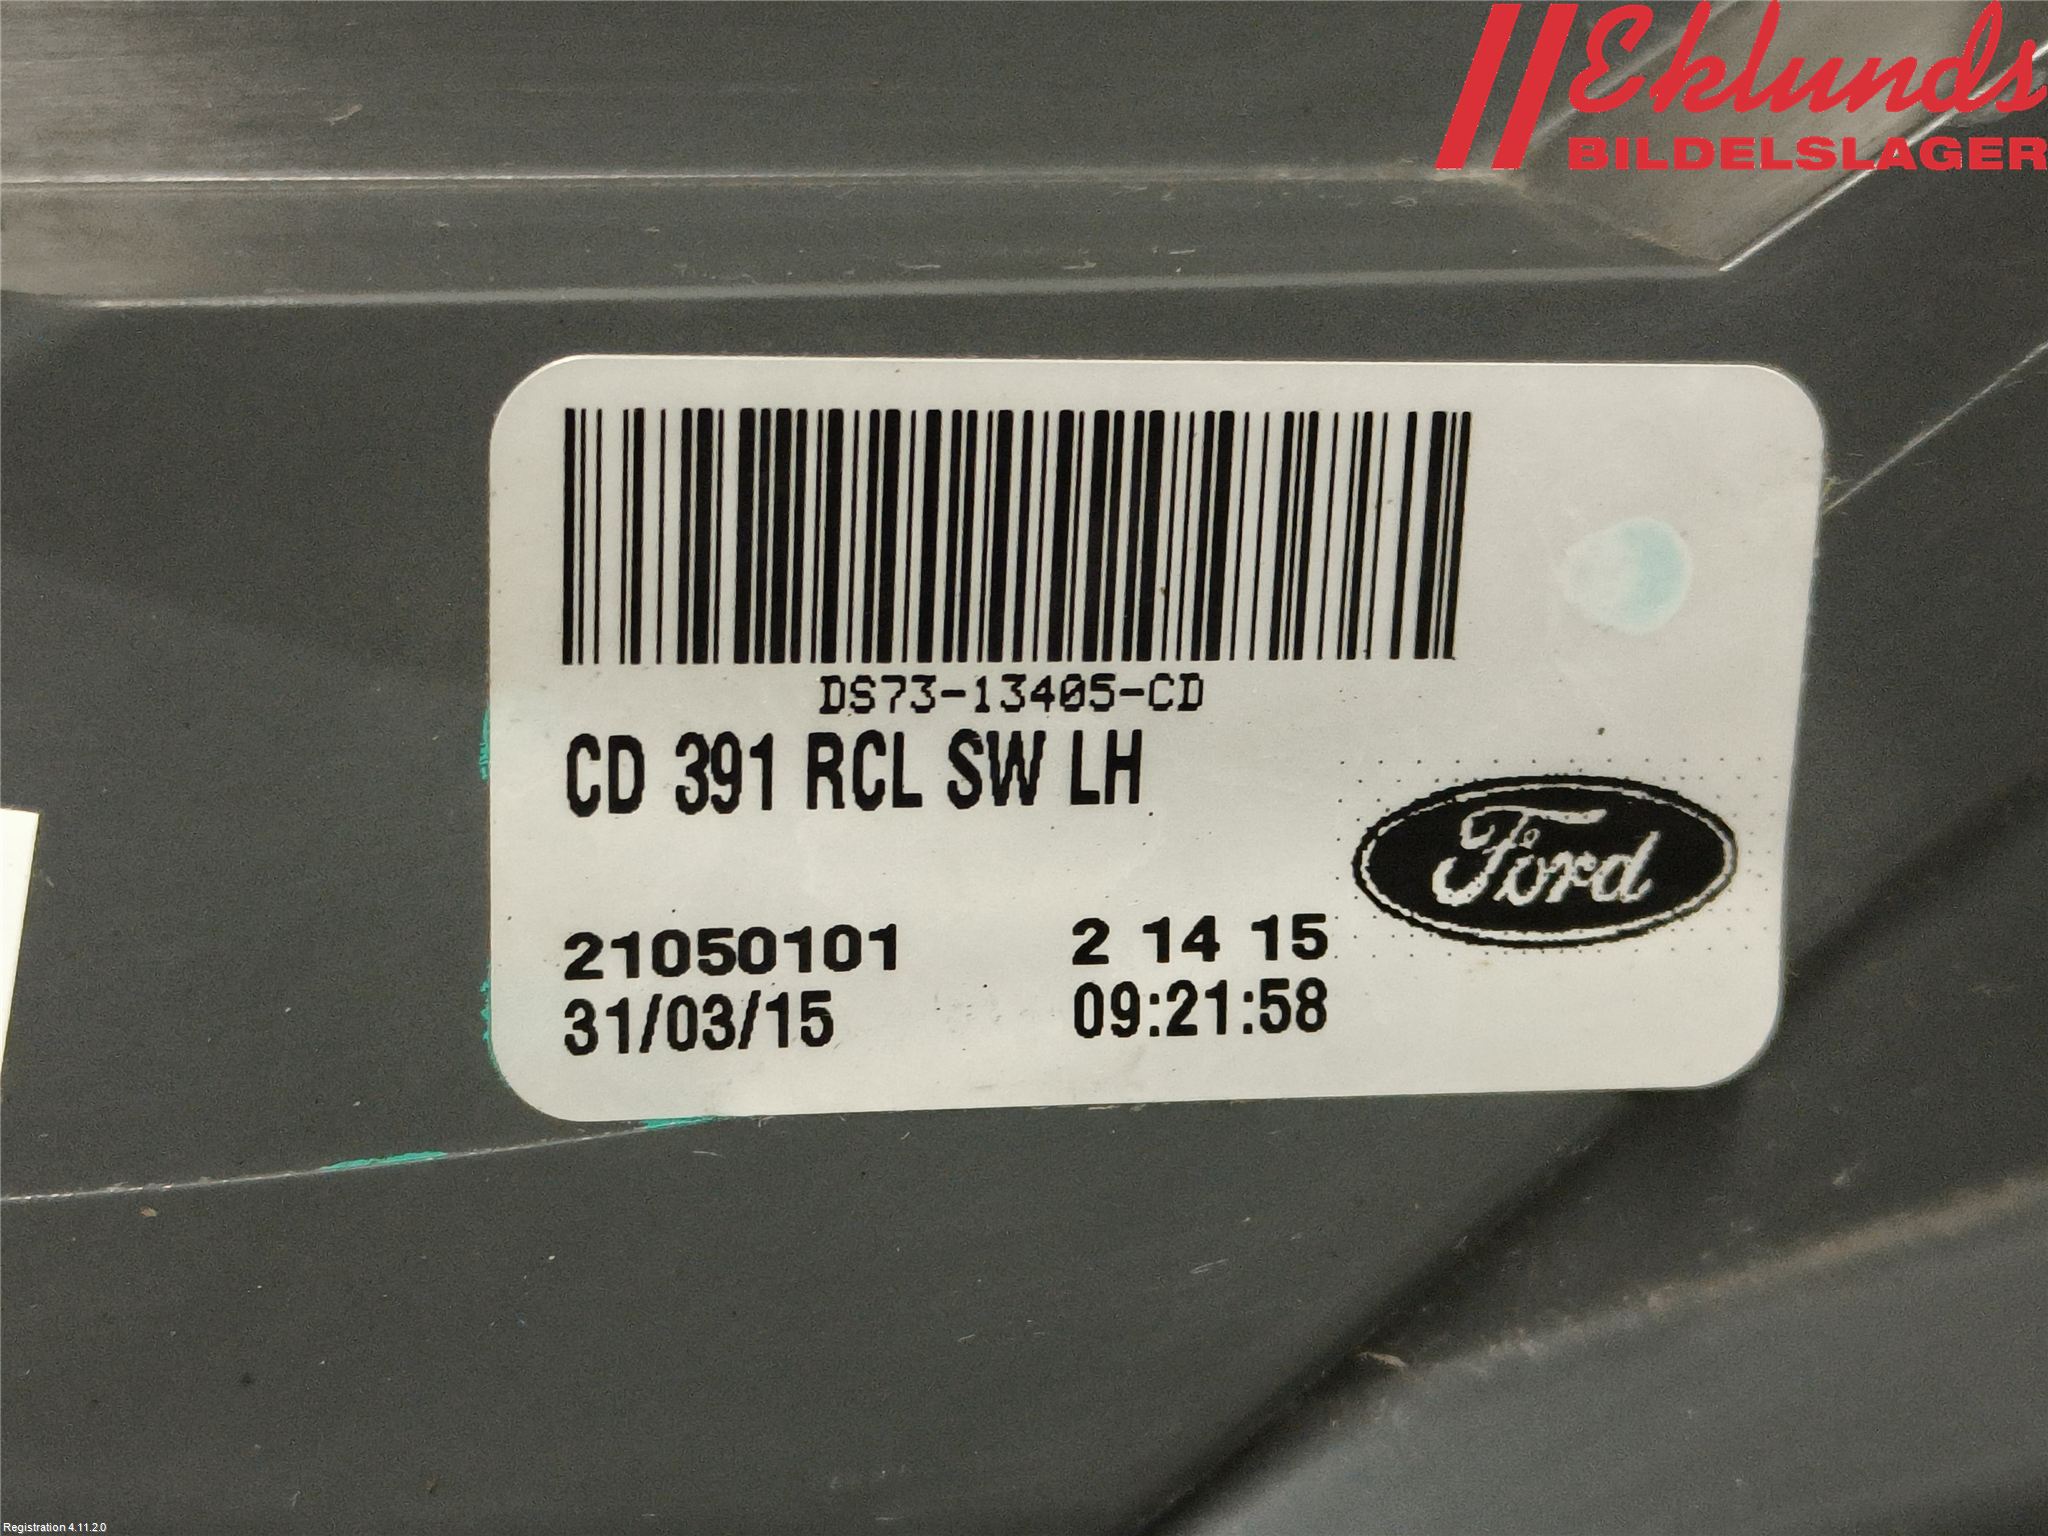 Eklunds
BILDELSLAGER
DS73-13405-CD
CD 391 RCL SW LH
Ford
21050101 2 14 15
31/03/15 09:21:58
Registration 4.11.2.0